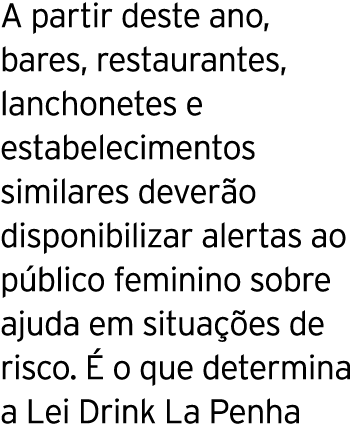 A partir deste ano,
bares, restaurantes,
lanchonetes e
estabelecimentos
similares deverão
disponibilizar alertas ao
público feminino sobre
ajuda em situações de
risco. É o que determina
a Lei Drink La Penha